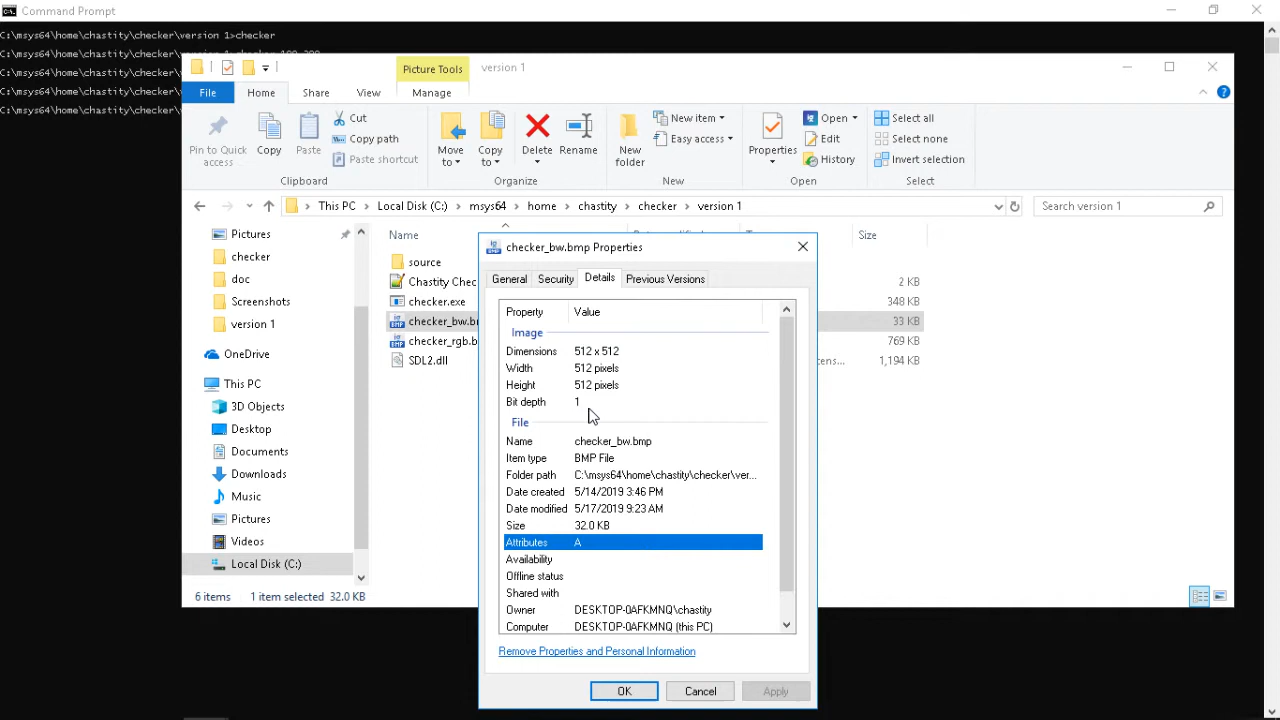 Command Prompt
C:\msys64\home\chastity\checker\version 1>checker
C:\msys64\home\chastity\checker\
C:\msys64\home\chastity\checker\
C:\msys64\home\chastity\checker\
C:\msys64\home\chastity\checker\
Picture Tools
version 1
File
Home
Share
View
Manage
Pin to Quick access ...
Copy
Paste
Cut
Copy path
Paste shortcut
Clipboard
Move to
Copy to
Delete
Rename
Organize
New folder
New item
Easy access
New
Properties
Open
Edit
History
Open
Select all
Select none
Invert selection
Select
This PC > Local Disk (C:) > msys64 > home > chastity > checker > version 1
Search version 1
Pictures
checker
doc
Screenshots
version 1
OneDrive
This PC
3D Objects
Desktop
Documents
Downloads
Music
Pictures
Videos
Local Disk (C:)
Name
Size
source
Chastity Chec
2 KB
checker.exe
348 KB
checker_bw.bm
33 KB
checker_rgb.b
769 KB
SDL2.dll
ens...
1,194 KB
6 items
1 item selected 32.0 KB
checker_bw.bmp Properties
General
Security
Details
Previous Versions
Property Value
Image
Dimensions 512 x 512
Width 512 pixels
Height 512 pixels
Bit depth 1
File
Name checker_bw.bmp
Item type BMP File
Folder path C:\msys64\home\chastity\checker\ver...
Date created 5/14/2019 3:46 PM
Date modified 5/17/2019 9:23 AM
Size 32.0 KB
Attributes A
Availability
Offline status
Shared with
Owner DESKTOP-0AFKMNQ\chastity
Computer DESKTOP-0AFKMNQ (this PC)
Remove Properties and Personal Information
OK
Cancel
Apply